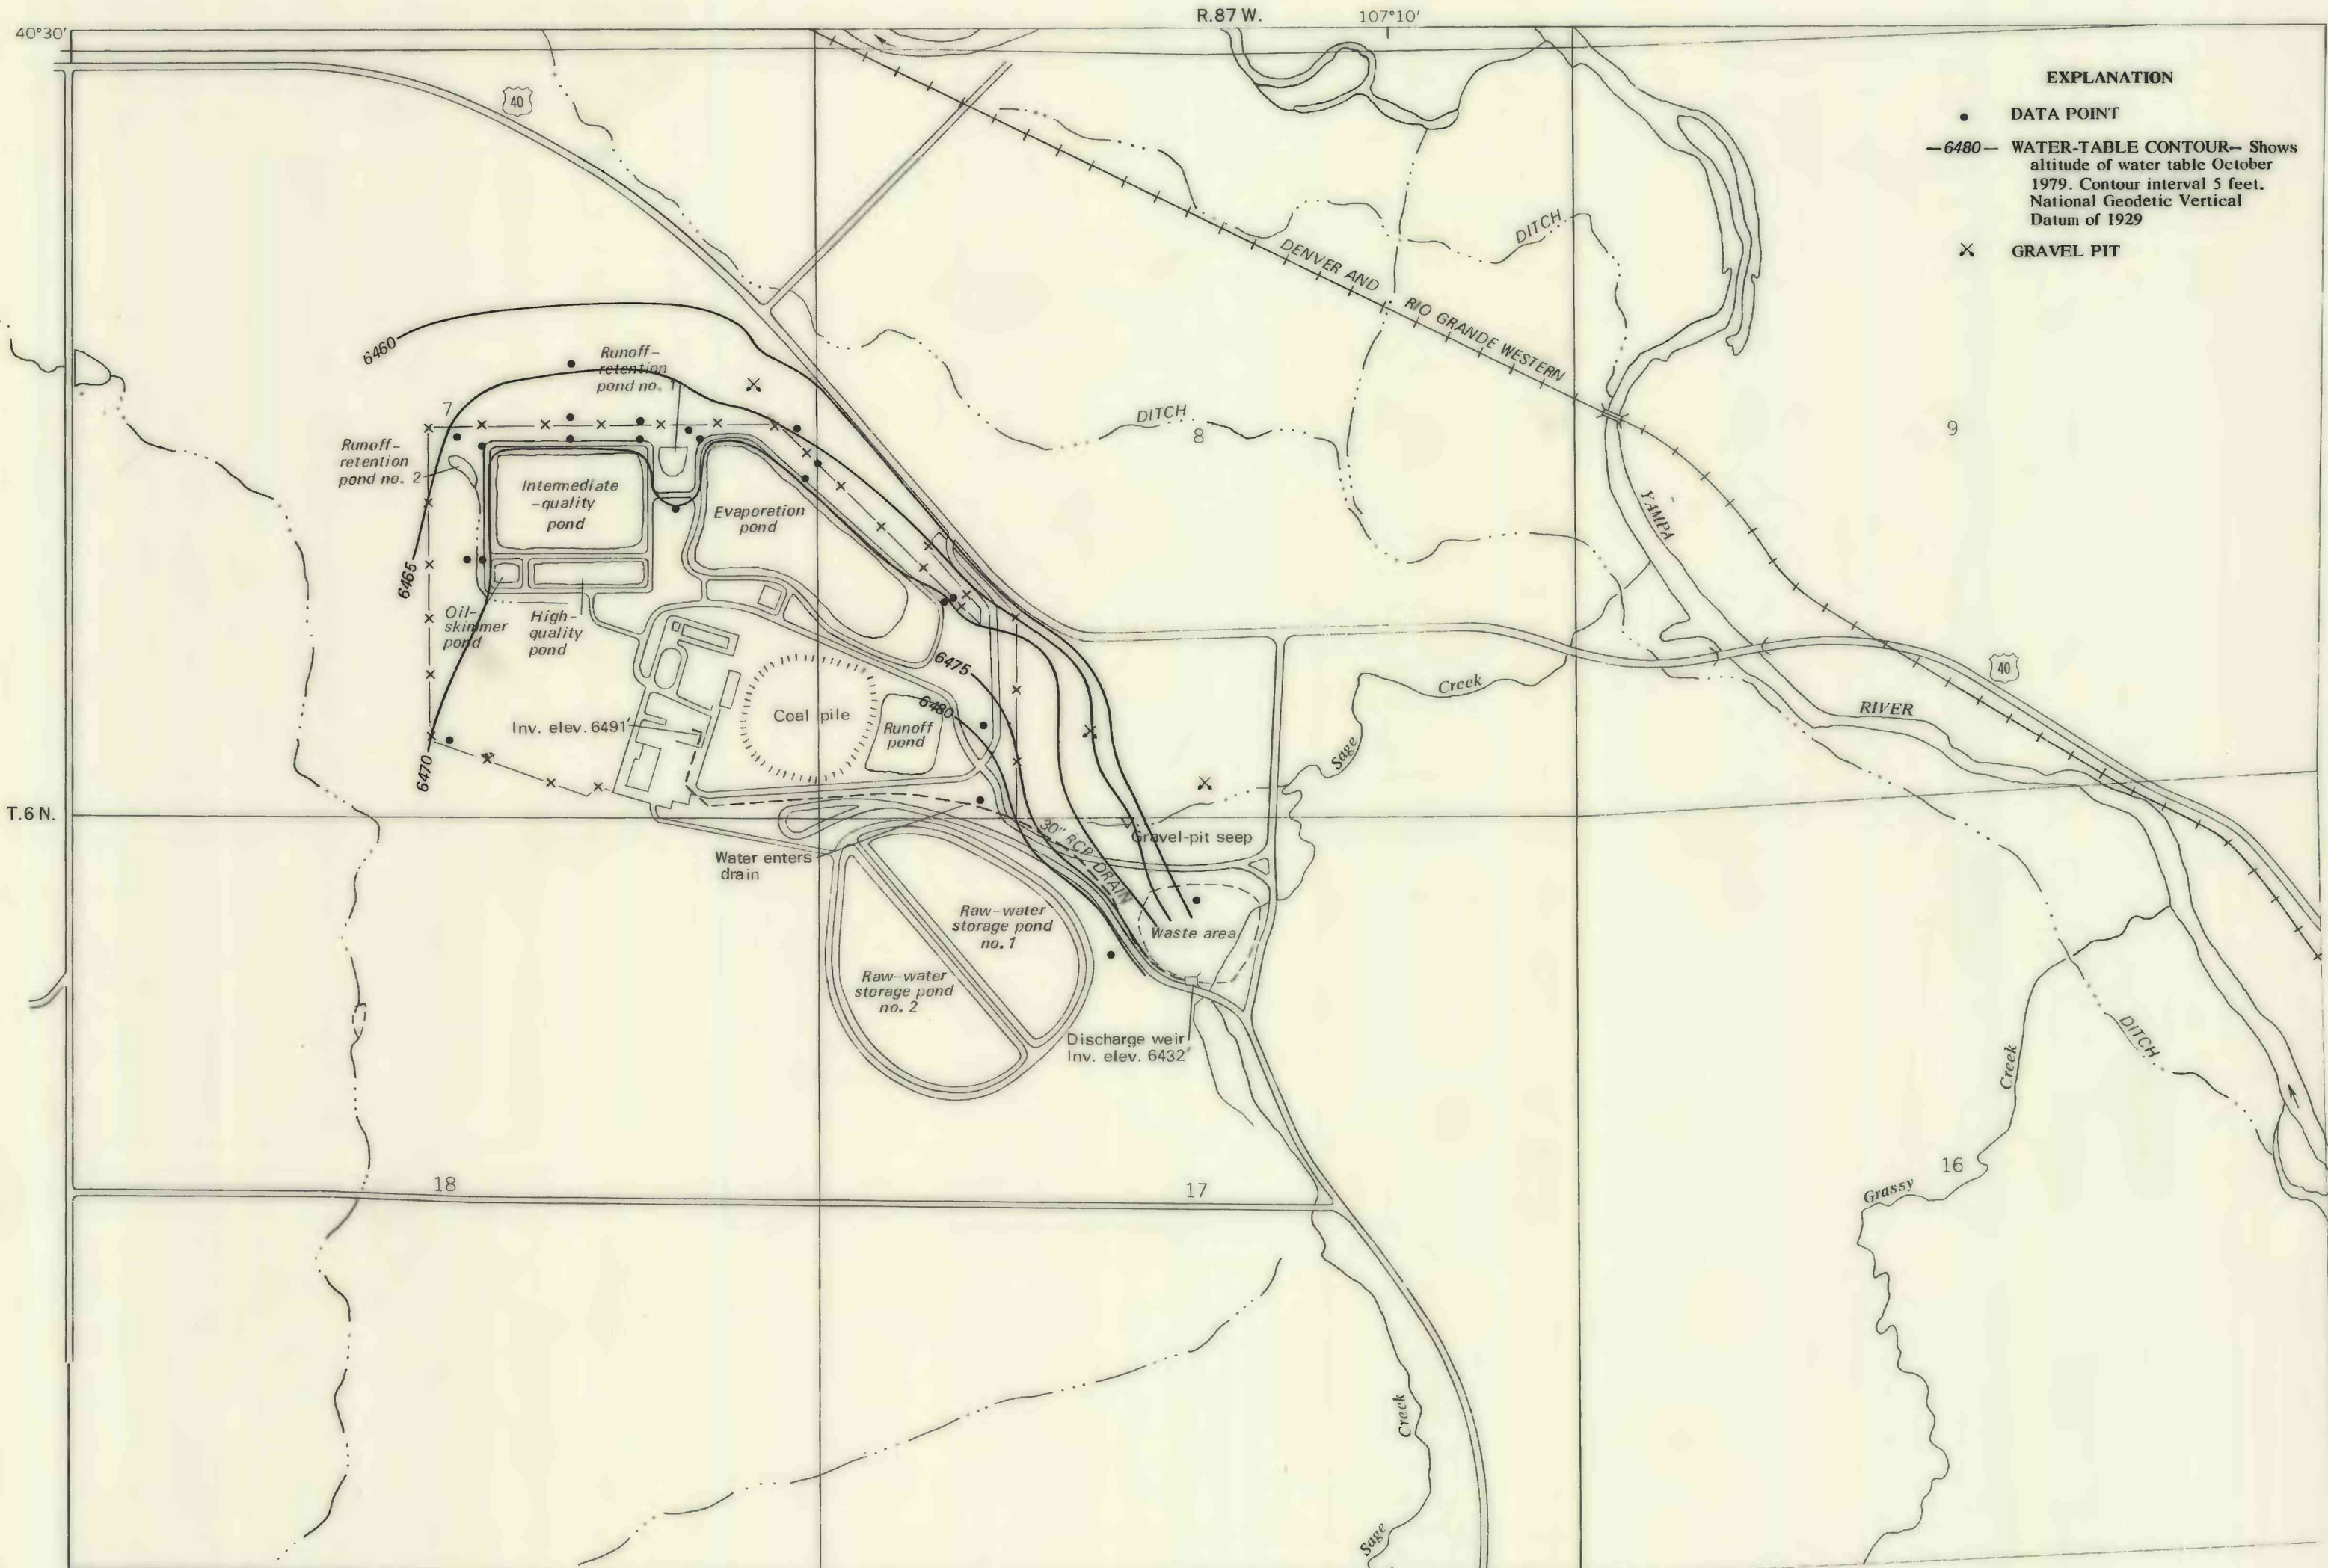 R.87 W.
107°10′
40°30′
EXPLANATION
DATA POINT
—6480— WATER-TABLE CONTOUR— Shows
altitude of water table October
1979. Contour interval 5 feet.
National Geodetic Vertical
Datum of 1929
GRAVEL PIT
40
DITCH
DENVER AND
RIO GRANDE WESTERN
6460
Runoff-
retention
pond no. 1
7
DITCH
8
9
Runoff-
retention
pond no. 2
Intermediate
-quality
pond
Evaporation
pond
YAMPA
6465
Oil-
skimmer
pond
High-
quality
pond
6475
40
Creek
6480
RIVER
Coal pile
Runoff
pond
Inv. elev. 6491′
Sage
6470
T.6 N.
30" RCP DRAIN
Gravel-pit seep
Water enters
drain
Raw-water
storage pond
no. 1
Waste area
Raw-water
storage pond
no. 2
Discharge weir
Inv. elev. 6432′
DITCH
Creek
16
18
17
Grassy
Creek
Sage